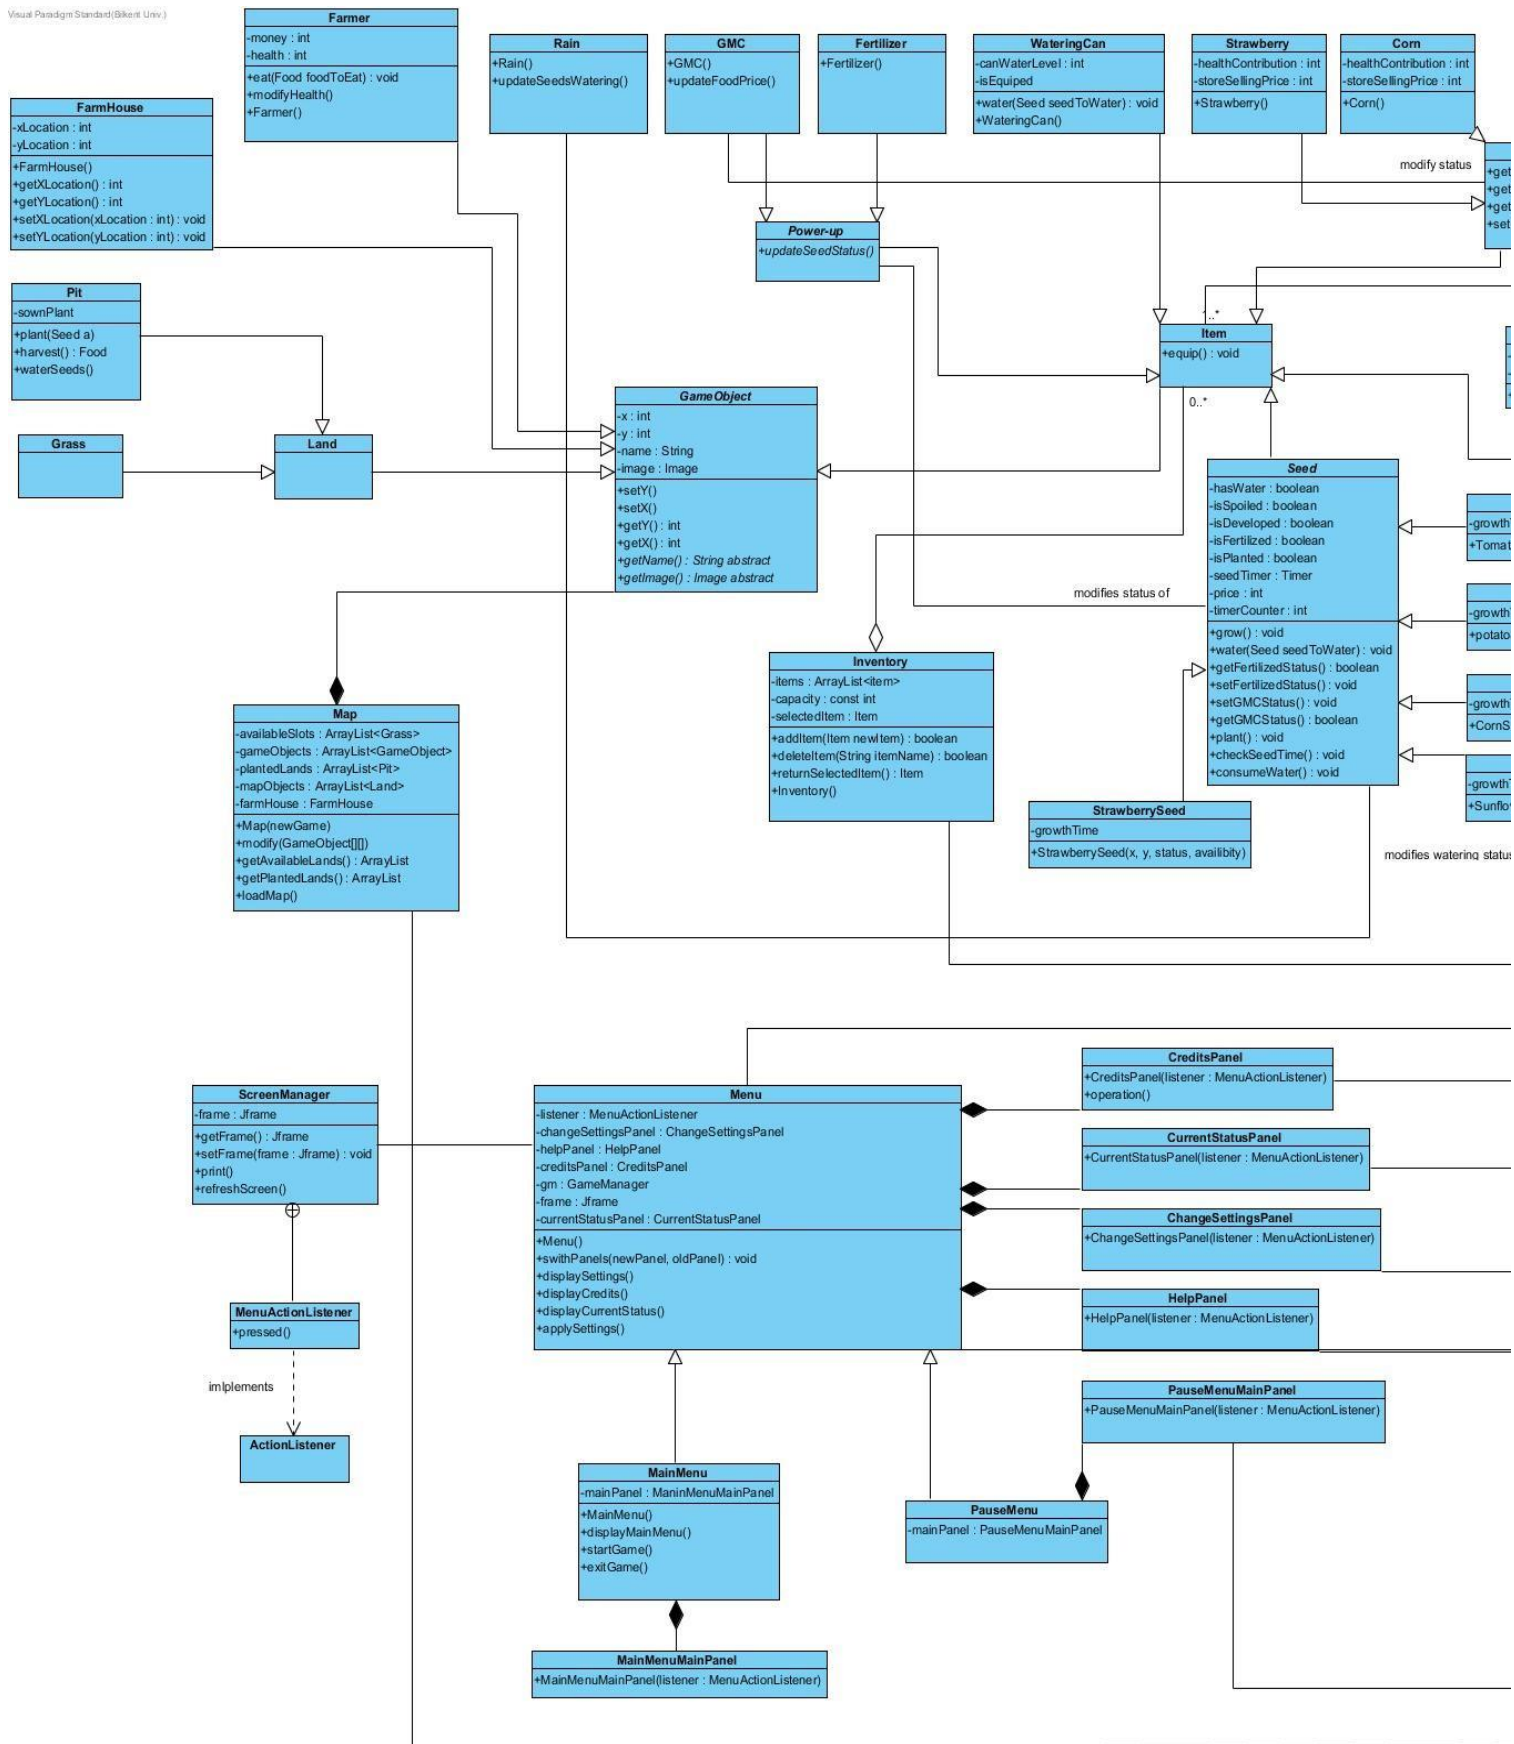 Visual Paradigm Standard(Bilkent Univ.)
Farmer
-money : int
-health : int
+eat(Food foodToEat) : void
+modifyHealth()
+Farmer()
Rain
+Rain()
+updateSeedsWatering()
GMC
+GMC()
+updateFoodPrice()
Fertilizer
+Fertilizer()
WateringCan
-canWaterLevel : int
-isEquiped
+water(Seed seedToWater) : void
+WateringCan()
Strawberry
-healthContribution : int
-storeSellingPrice : int
+Strawberry()
Corn
-healthContribution : int
-storeSellingPrice : int
+Corn()
FarmHouse
-xLocation : int
-yLocation : int
+FarmHouse()
+getXLocation() : int
+getYLocation() : int
+setXLocation(xLocation : int) : void
+setYLocation(yLocation : int) : void
modify status
+get
+get
+get
+set
Power-up
+updateSeedStatus()
Pit
-sownPlant
+plant(Seed a)
+harvest() : Food
+waterSeeds()
..*
Item
+equip() : void
0..*
Grass
Land
GameObject
-x : int
-y : int
-name : String
-image : Image
+setY()
+setX()
+getY() : int
+getX() : int
+getName() : String abstract
+getImage() : Image abstract
Seed
-hasWater : boolean
-isSpoiled : boolean
-isDeveloped : boolean
-isFertilized : boolean
-isPlanted : boolean
-seedTimer : Timer
-price : int
-timerCounter : int
+grow() : void
+water(Seed seedToWater) : void
+getFertilizedStatus() : boolean
+setFertilizedStatus() : void
+setGMCStatus() : void
+getGMCStatus() : boolean
+plant() : void
+checkSeedTime() : void
+consumeWater() : void
-growth
+Tomat
-growth
+potato
-growth
+CornS
-growth
+Sunflo
modifies status of
Inventory
-items : ArrayList<item>
-capacity : const int
-selectedItem : Item
+addItem(Item newItem) : boolean
+deleteItem(String itemName) : boolean
+returnSelectedItem() : Item
+Inventory()
Map
-availableSlots : ArrayList<Grass>
-gameObjects : ArrayList<GameObject>
-plantedLands : ArrayList<Pit>
-mapObjects : ArrayList<Land>
-farmHouse : FarmHouse
+Map(newGame)
+modify(GameObject[][])
+getAvailableLands() : ArrayList
+getPlantedLands() : ArrayList
+loadMap()
StrawberrySeed
-growthTime
+StrawberrySeed(x, y, status, availibity)
modifies watering status
CreditsPanel
+CreditsPanel(listener : MenuActionListener)
+operation()
ScreenManager
-frame : Jframe
+getFrame() : Jframe
+setFrame(frame : Jframe) : void
+print()
+refreshScreen()
Menu
-listener : MenuActionListener
-changeSettingsPanel : ChangeSettingsPanel
-helpPanel : HelpPanel
-creditsPanel : CreditsPanel
-gm : GameManager
-frame : Jframe
-currentStatusPanel : CurrentStatusPanel
+Menu()
+swithPanels(newPanel, oldPanel) : void
+displaySettings()
+displayCredits()
+displayCurrentStatus()
+applySettings()
CurrentStatusPanel
+CurrentStatusPanel(listener : MenuActionListener)
ChangeSettingsPanel
+ChangeSettingsPanel(listener : MenuActionListener)
HelpPanel
+HelpPanel(listener : MenuActionListener)
MenuActionListener
+pressed()
imlplements
ActionListener
PauseMenuMainPanel
+PauseMenuMainPanel(listener : MenuActionListener)
MainMenu
-mainPanel : ManinMenuMainPanel
+MainMenu()
+displayMainMenu()
+startGame()
+exitGame()
PauseMenu
-mainPanel : PauseMenuMainPanel
MainMenuMainPanel
+MainMenuMainPanel(listener : MenuActionListener)